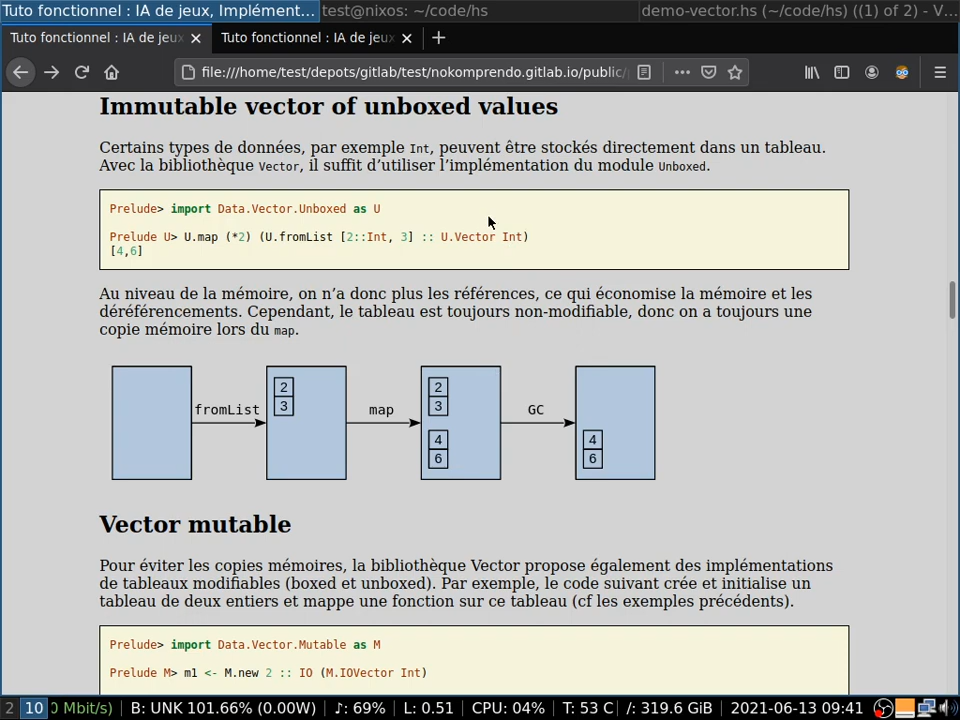 Tuto fonctionnel : IA de jeux, Implément... test@nixos: ~/code/hs demo-vector.hs (~/code/hs) ((1) of 2) - V...
Tuto fonctionnel : IA de jeux Tuto fonctionnel : IA de jeux
file:///home/test/depots/gitlab/test/nokomprendo.gitlab.io/public/
Immutable vector of unboxed values
Certains types de données, par exemple Int, peuvent être stockés directement dans un tableau.
Avec la bibliothèque Vector, il suffit d’utiliser l’implémentation du module Unboxed.
Prelude> import Data.Vector.Unboxed as U
Prelude U> U.map (*2) (U.fromList [2::Int, 3] :: U.Vector Int)
[4,6]
Au niveau de la mémoire, on n’a donc plus les références, ce qui économise la mémoire et les
déréférencements. Cependant, le tableau est toujours non-modifiable, donc on a toujours une
copie mémoire lors du map.
2 2
3 3
fromList map GC
4 4
6 6
Vector mutable
Pour éviter les copies mémoires, la bibliothèque Vector propose également des implémentations
de tableaux modifiables (boxed et unboxed). Par exemple, le code suivant crée et initialise un
tableau de deux entiers et mappe une fonction sur ce tableau (cf les exemples précédents).
Prelude> import Data.Vector.Mutable as M
Prelude M> m1 <- M.new 2 :: IO (M.IOVector Int)
2 10 0 Mbit/s) B: UNK 101.66% (0.00W) ♪: 69% L: 0.51 CPU: 04% T: 53 C /: 319.6 GiB 2021-06-13 09:41